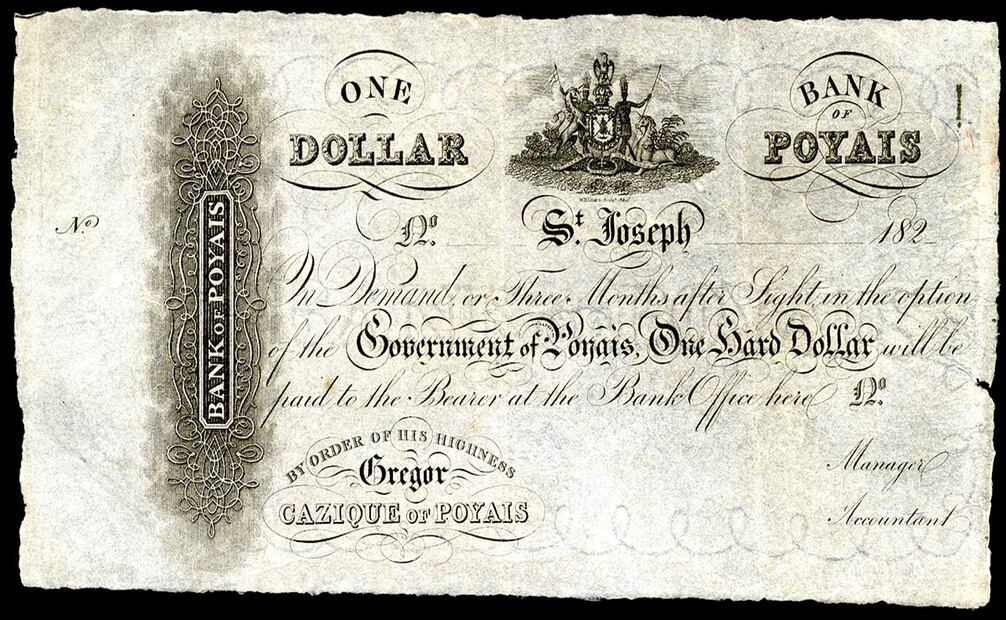 ONE
DOLLAR
BANK
OF
POYAIS
No.
No.
St. Joseph
182
BANK OF POYAIS
On Demand, or Three Months after Sight, in the option
of the Government of Poyais, One Hard Dollar will be
paid to the Bearer at the Bank Office here No.
BY ORDER OF HIS HIGHNESS
Gregor
CAZIQUE OF POYAIS
Manager
Accountant